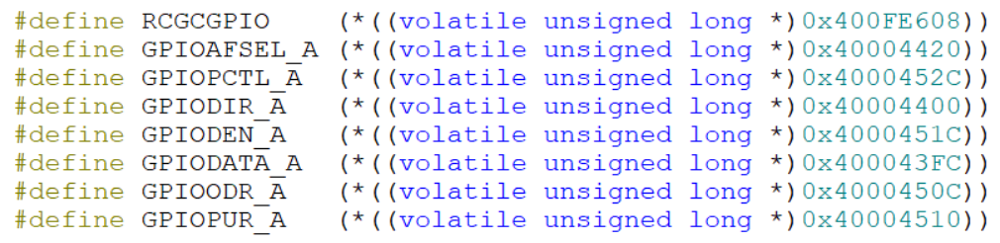 #define RCGCGPIO (*((volatile unsigned long *)0x400FE608))
#define GPIOAFSEL_A (*((volatile unsigned long *)0x40004420))
#define GPIOPCTL_A (*((volatile unsigned long *)0x4000452C))
#define GPIODIR_A (*((volatile unsigned long *)0x40004400))
#define GPIODEN_A (*((volatile unsigned long *)0x4000451C))
#define GPIODATA_A (*((volatile unsigned long *)0x400043FC))
#define GPIOODR_A (*((volatile unsigned long *)0x4000450C))
#define GPIOPUR_A (*((volatile unsigned long *)0x40004510))